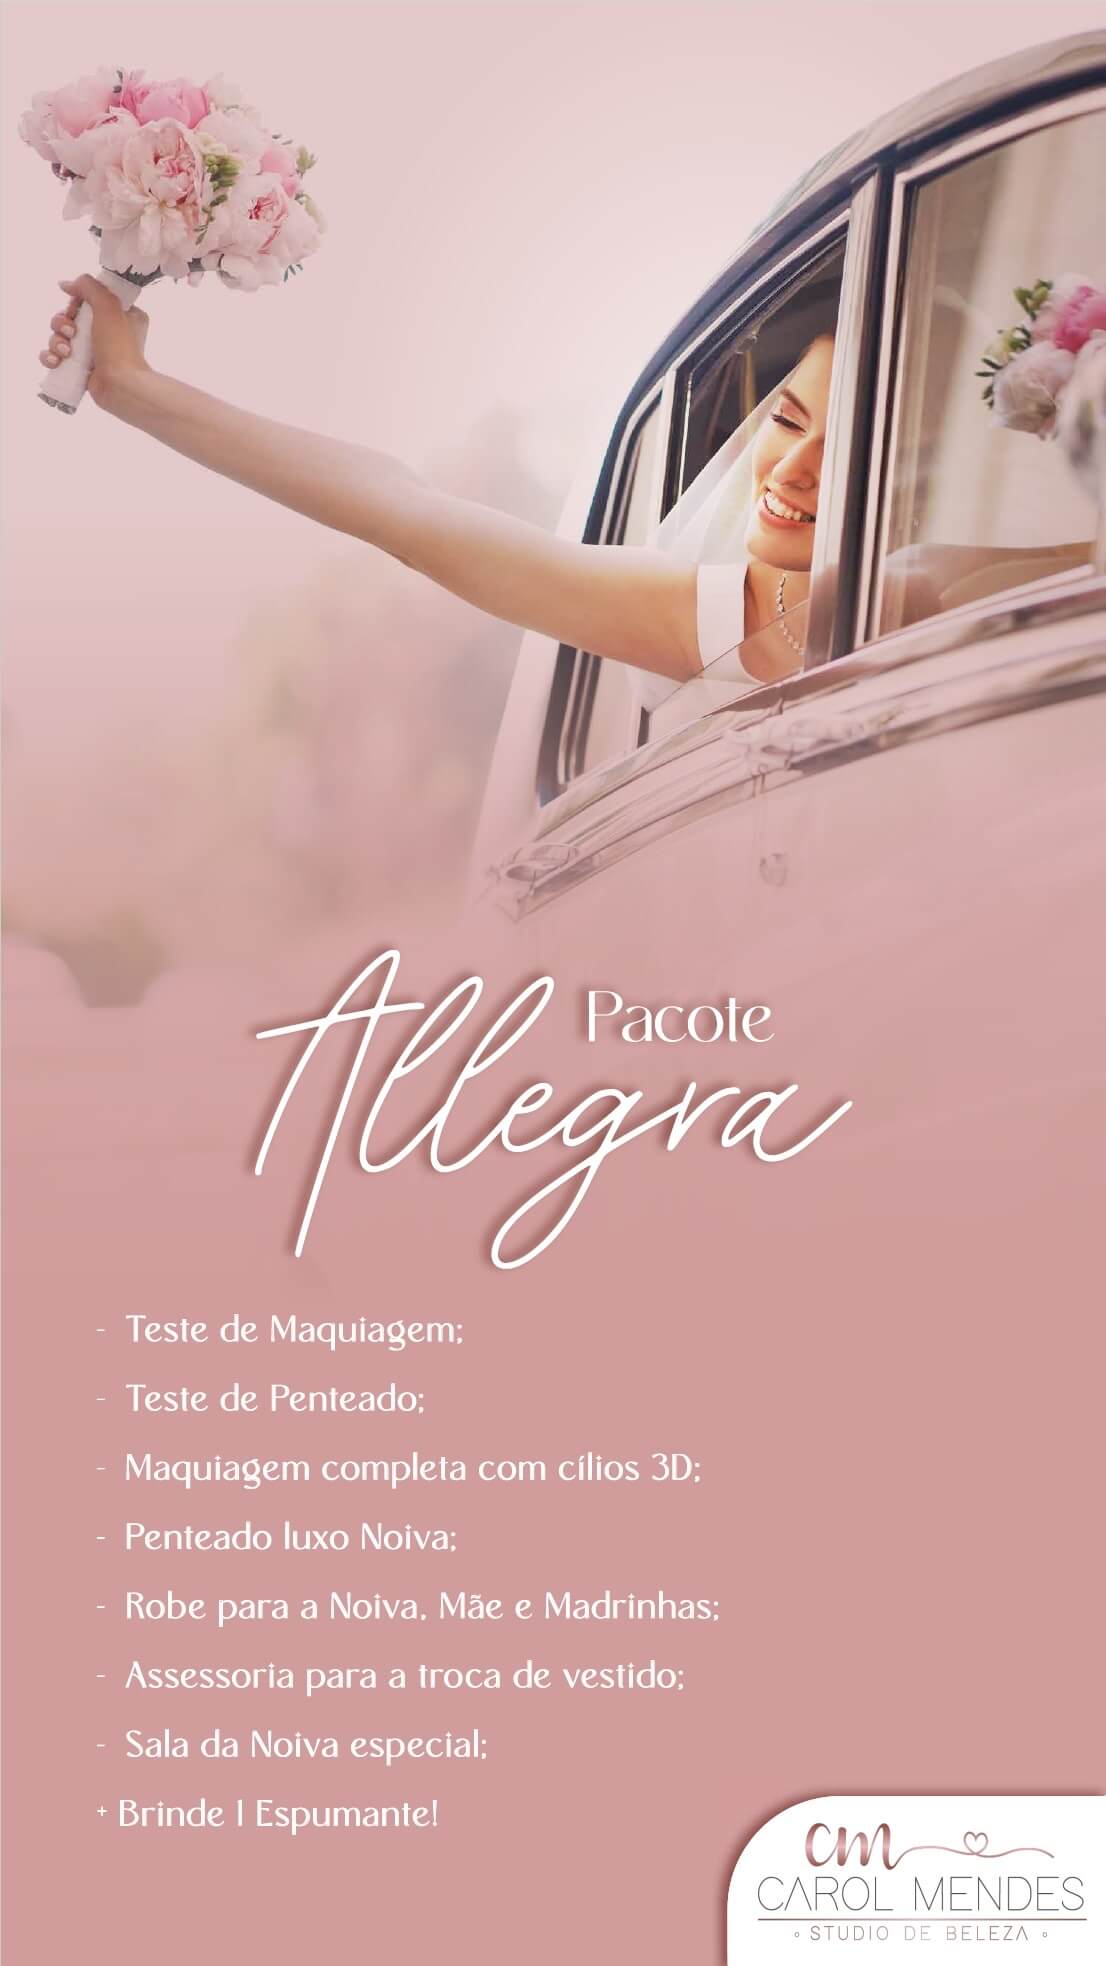 Pacote
Allegra
- Teste de Maquiagem;
- Teste de Penteado;
- Maquiagem completa com cílios 3D;
- Penteado luxo Noiva;
- Robe para a Noiva, Mãe e Madrinhas;
- Assessoria para a troca de vestido;
- Sala da Noiva especial;
+ Brinde 1 Espumante!
cm
CAROL MENDES
STUDIO DE BELEZA